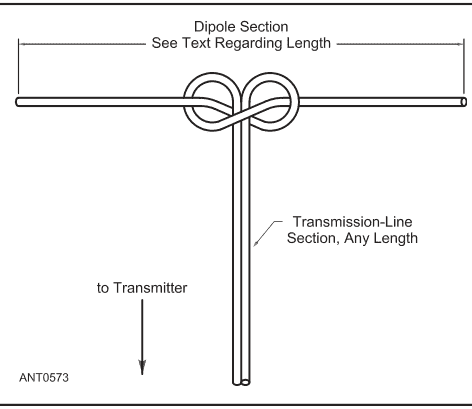 Dipole Section
See Text Regarding Length
Transmission-Line
Section, Any Length
to Transmitter
ANT0573